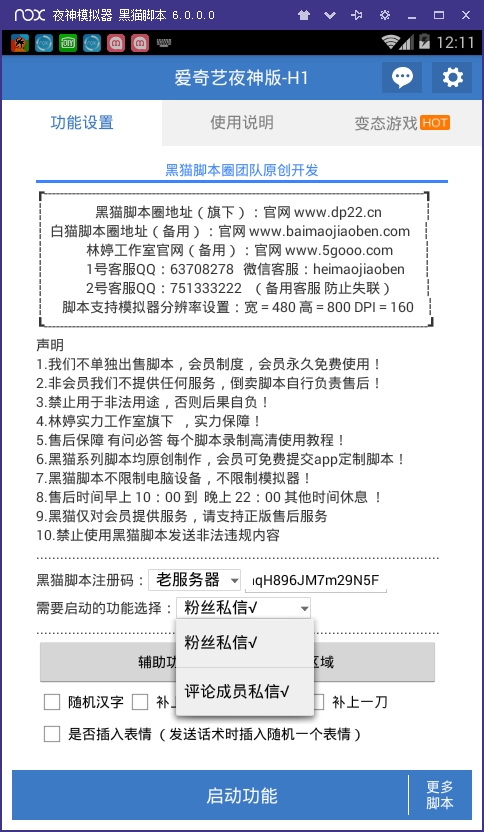 nox 夜神模拟器 黑猫脚本 6.0.0.0
12:11
爱奇艺夜神版-H1
功能设置
使用说明
变态游戏 HOT
黑猫脚本圈团队原创开发
黑猫脚本圈地址（旗下）：官网 www.dp22.cn
白猫脚本圈地址（备用）：官网 www.baimaojiaoben.com
林婷工作室官网（备用）：官网 www.5gooo.com
1号客服QQ：63708278 微信客服：heimaojiaoben
2号客服QQ：751333222 （备用客服 防止失联）
脚本支持模拟器分辨率设置：宽 = 480 高 = 800 DPI = 160
声明
1.我们不单独出售脚本，会员制度，会员永久免费使用！
2.非会员我们不提供任何服务，倒卖脚本自行负责售后！
3.禁止用于非法用途，否则后果自负！
4.林婷实力工作室旗下 ，实力保障！
5.售后保障 有问必答 每个脚本录制高清使用教程！
6.黑猫系列脚本均原创制作，会员可免费提交app定制脚本！
7.黑猫脚本不限制电脑设备，不限制模拟器！
8.售后时间早上 10：00 到 晚上 22：00 其他时间休息 ！
9.黑猫仅对会员提供服务，请支持正版售后服务
10.禁止使用黑猫脚本发送非法违规内容
黑猫脚本注册码： 老服务器 qH896JM7m29N5F
需要启动的功能选择： 粉丝私信√
粉丝私信√
评论成员私信√
辅助 区域
随机汉字 补 补上一刀
是否插入表情（发送话术时插入随机一个表情）
启动功能
更多
脚本